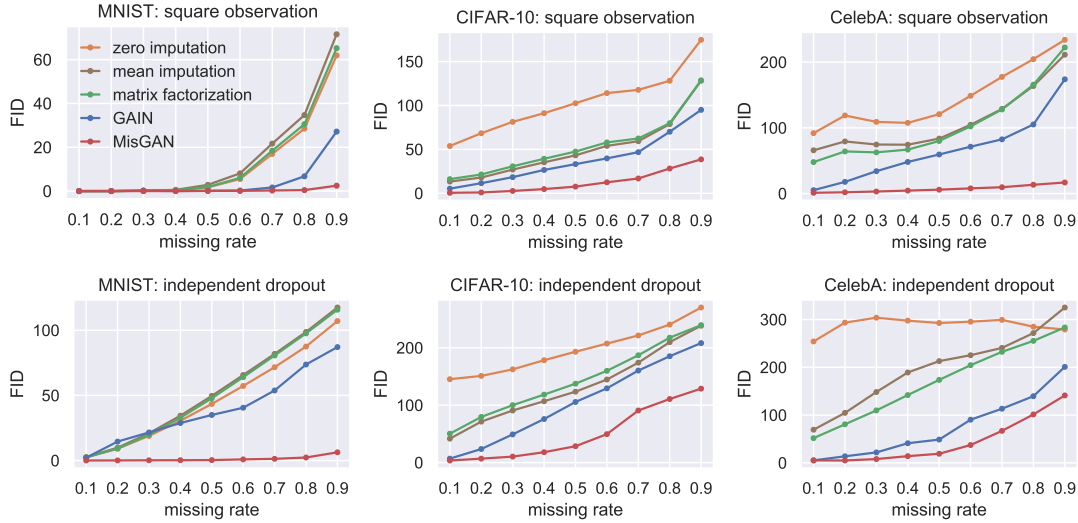 MNIST: square observation
FID
60
40
20
0
zero imputation
mean imputation
matrix factorization
GAIN
MisGAN
0.1 0.2 0.3 0.4 0.5 0.6 0.7 0.8 0.9
missing rate
CIFAR-10: square observation
FID
150
100
50
0
0.1 0.2 0.3 0.4 0.5 0.6 0.7 0.8 0.9
missing rate
CelebA: square observation
FID
200
100
0
0.1 0.2 0.3 0.4 0.5 0.6 0.7 0.8 0.9
missing rate
MNIST: independent dropout
FID
100
50
0
0.1 0.2 0.3 0.4 0.5 0.6 0.7 0.8 0.9
missing rate
CIFAR-10: independent dropout
FID
200
100
0
0.1 0.2 0.3 0.4 0.5 0.6 0.7 0.8 0.9
missing rate
CelebA: independent dropout
FID
300
200
100
0
0.1 0.2 0.3 0.4 0.5 0.6 0.7 0.8 0.9
missing rate